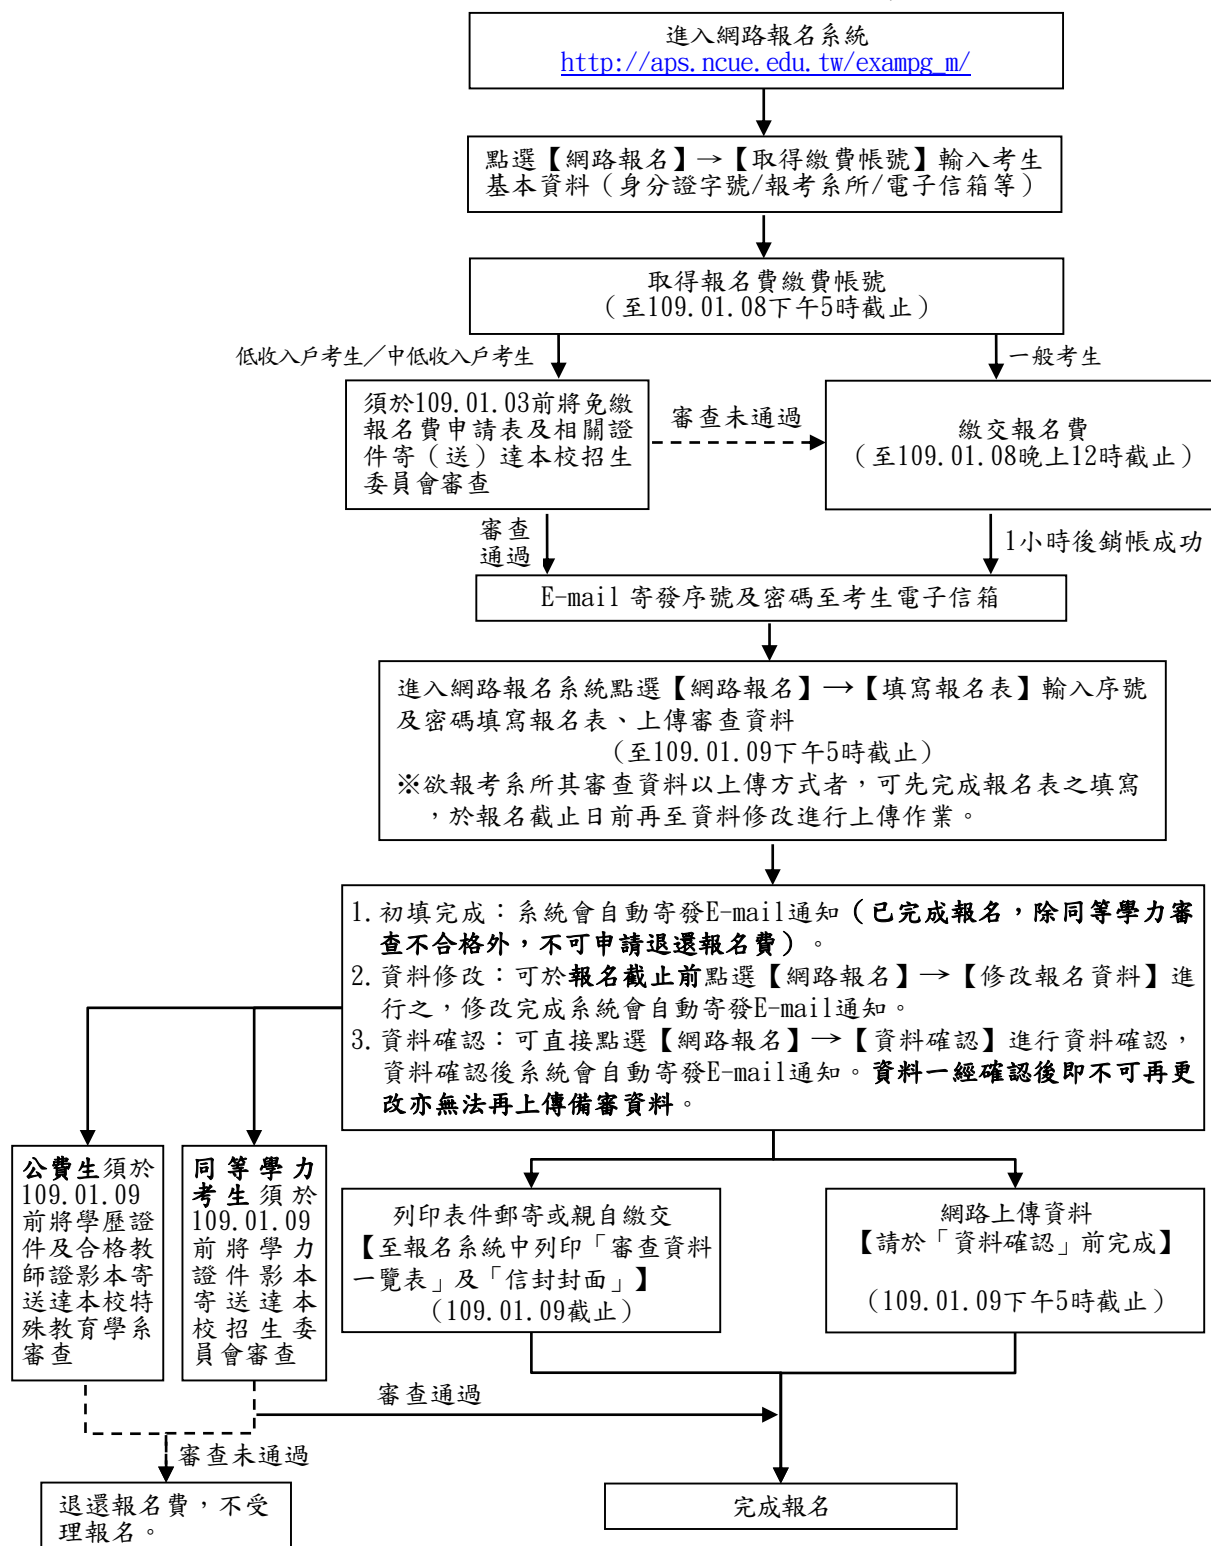 進入網路報名系統
http://aps.ncue.edu.tw/exampg_m/
點選【網路報名】→【取得繳費帳號】輸入考生
基本資料（身分證字號/報考系所/電子信箱等）
取得報名費繳費帳號
（至109.01.08下午5時截止）
低收入戶考生／中低收入戶考生
一般考生
須於109.01.03前將免繳
報名費申請表及相關證
件寄（送）達本校招生
委員會審查
審查未通過
繳交報名費
（至109.01.08晚上12時截止）
審查
通過
1小時後銷帳成功
E-mail 寄發序號及密碼至考生電子信箱
進入網路報名系統點選【網路報名】→【填寫報名表】輸入序號
及密碼填寫報名表、上傳審查資料
（至109.01.09下午5時截止）
※欲報考系所其審查資料以上傳方式者，可先完成報名表之填寫
，於報名截止日前再至資料修改進行上傳作業。
1.初填完成：系統會自動寄發E-mail通知（已完成報名，除同等學力審
查不合格外，不可申請退還報名費）。
2.資料修改：可於報名截止前點選【網路報名】→【修改報名資料】進
行之，修改完成系統會自動寄發E-mail通知。
3.資料確認：可直接點選【網路報名】→【資料確認】進行資料確認，
資料確認後系統會自動寄發E-mail通知。資料一經確認後即不可再更
改亦無法再上傳備審資料。
公費生須於
109.01.09
前將學歷證
件及合格教
師證影本寄
送達本校特
殊教育學系
審查
同等學力
考生須於
109.01.09
前將學力
證件影本
寄送達本
校招生委
員會審查
列印表件郵寄或親自繳交
【至報名系統中列印「審查資料
一覽表」及「信封封面」】
（109.01.09截止）
網路上傳資料
【請於「資料確認」前完成】
（109.01.09下午5時截止）
審查通過
審查未通過
退還報名費，不受
理報名。
完成報名